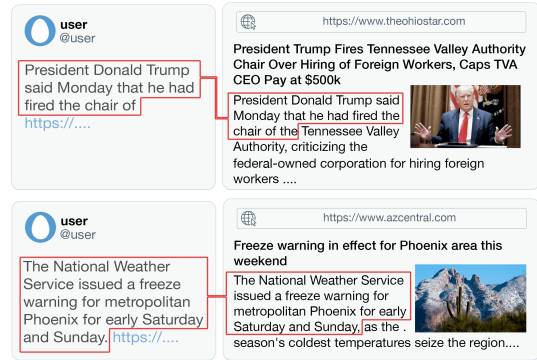 user
@user
President Donald Trump
said Monday that he had
fired the chair of
https://....
https://www.theohiostar.com
President Trump Fires Tennessee Valley Authority
Chair Over Hiring of Foreign Workers, Caps TVA
CEO Pay at $500k
President Donald Trump said
Monday that he had fired the
chair of the Tennessee Valley
Authority, criticizing the
federal-owned corporation for hiring foreign
workers ....
user
@user
The National Weather
Service issued a freeze
warning for metropolitan
Phoenix for early Saturday
and Sunday. https://....
https://www.azcentral.com
Freeze warning in effect for Phoenix area this
weekend
The National Weather Service
issued a freeze warning for
metropolitan Phoenix for early
Saturday and Sunday, as the .
season's coldest temperatures seize the region....